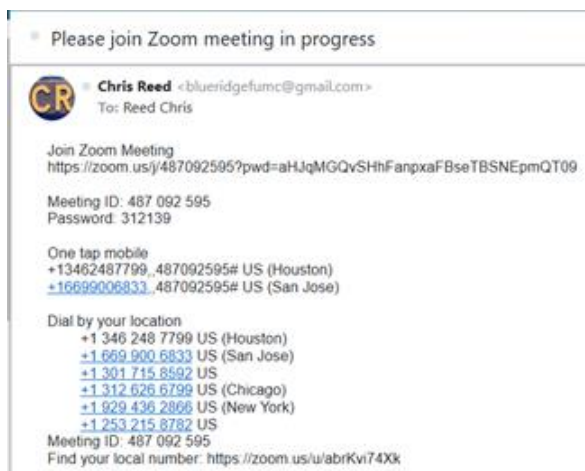 Please join Zoom meeting in progress
CR
Chris Reed <blueridgefumc@gmail.com>
To: Reed Chris
Join Zoom Meeting
https://zoom.us/j/487092595?pwd=aHJqMGQvSHhFanpxaFBseTBSNEpmQT09
Meeting ID: 487 092 595
Password: 312139
One tap mobile
+13462487799,,487092595# US (Houston)
+16699006833,,487092595# US (San Jose)
Dial by your location
+1 346 248 7799 US (Houston)
+1 669 900 6833 US (San Jose)
+1 301 715 8592 US
+1 312 626 6799 US (Chicago)
+1 929 436 2866 US (New York)
+1 253 215 8782 US
Meeting ID: 487 092 595
Find your local number: https://zoom.us/u/abrKvi74Xk